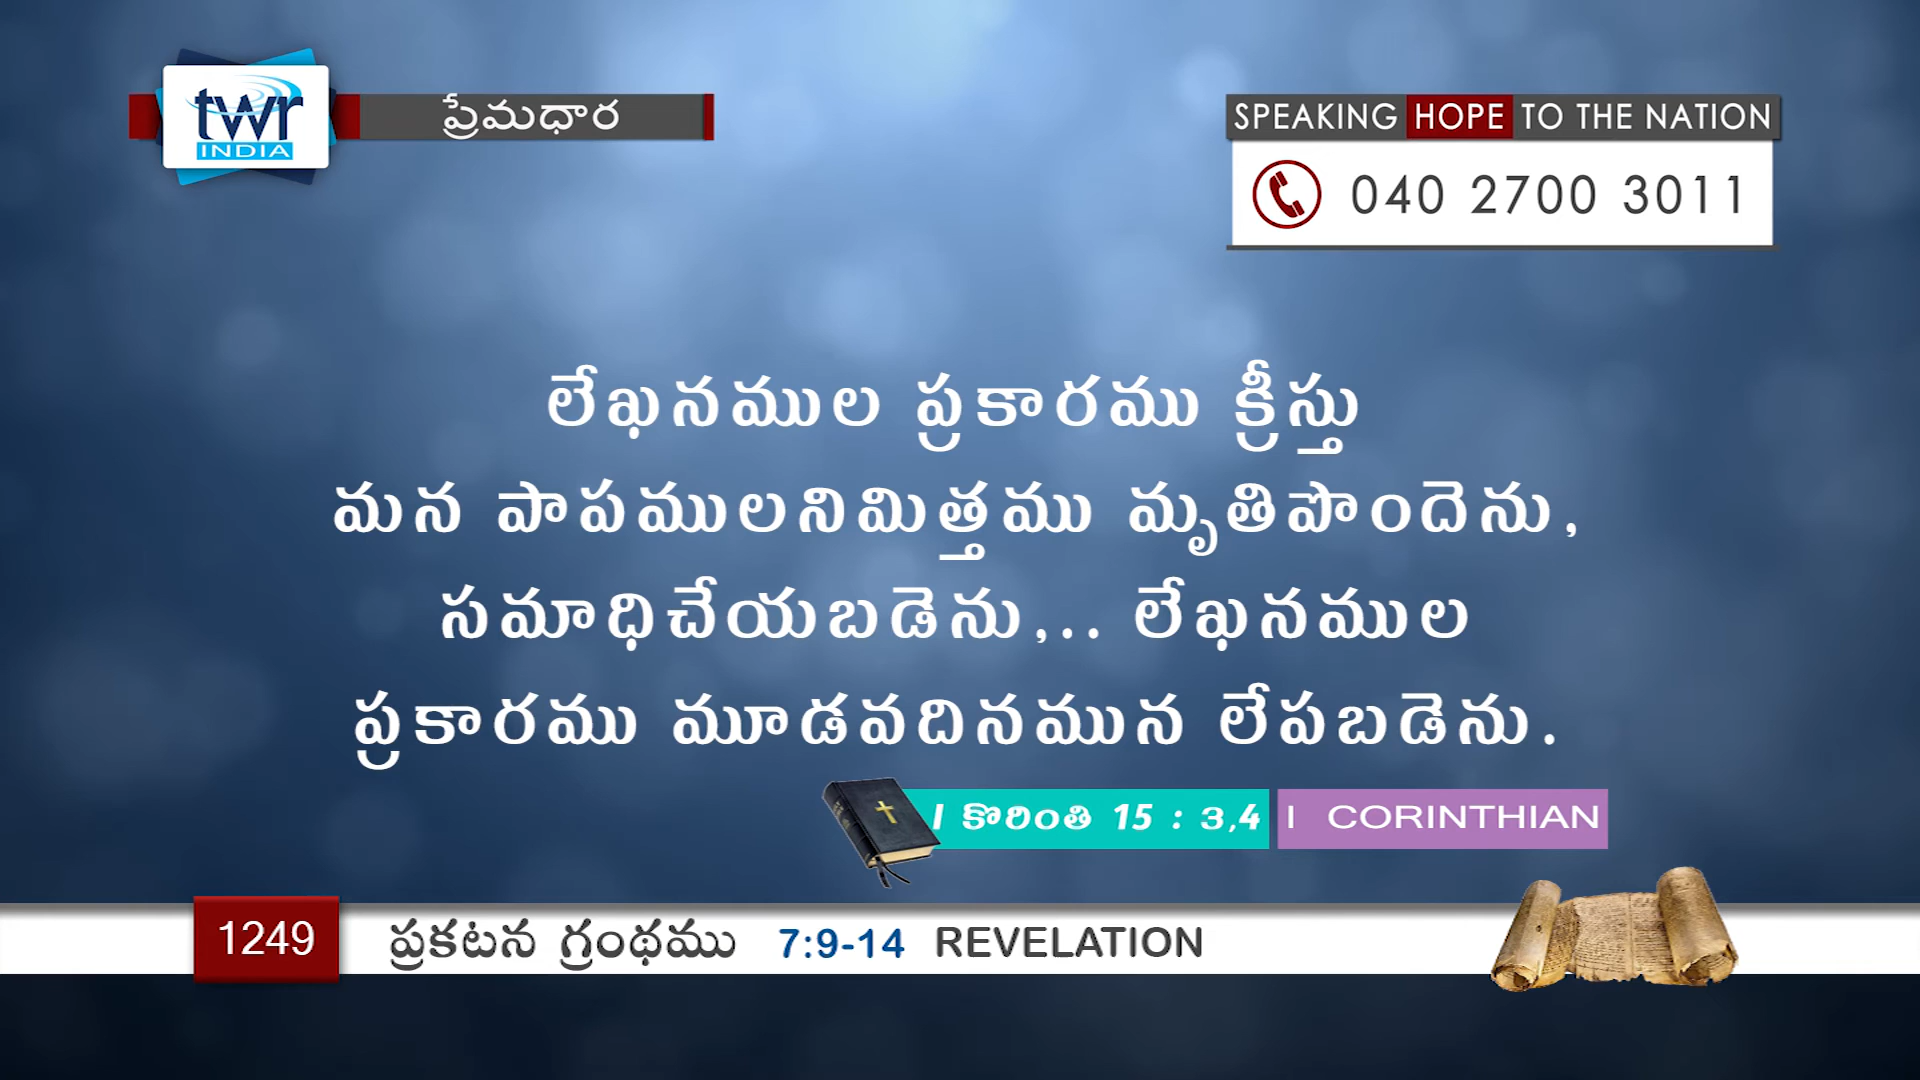 twr
INDIA
ప్రేమధార
SPEAKING HOPE TO THE NATION
040 2700 3011
లేఖనముల ప్రకారము క్రీస్తు
మన పాపములనిమిత్తము మృతిపొందెను,
సమాధిచేయబడెను,.. లేఖనముల
ప్రకారము మూడవదినమున లేపబడెను.
I కొరింతి 15 : 3,4 I CORINTHIAN
1249 ప్రకటన గ్రంథము 7:9-14 REVELATION